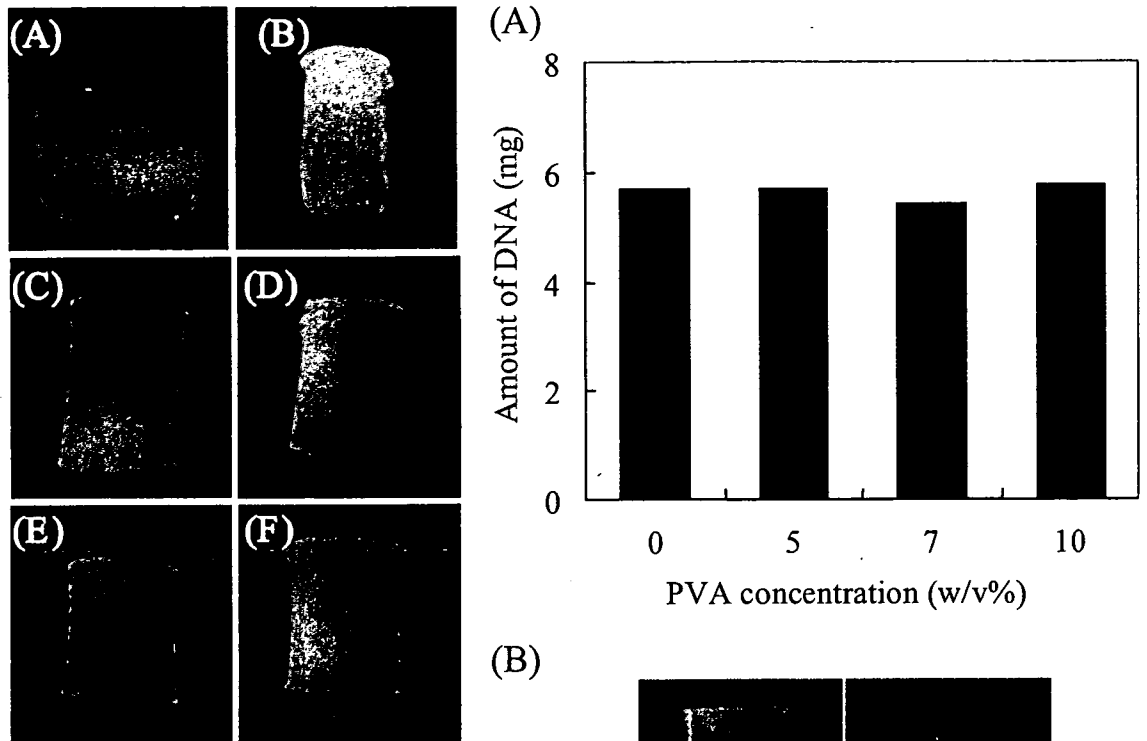 (A)
(B)
(C)
(D)
(E)
(F)
(A)
Amount of DNA (mg)
8
6
4
2
0
0 5 7 10
PVA concentration (w/v%)
(B)